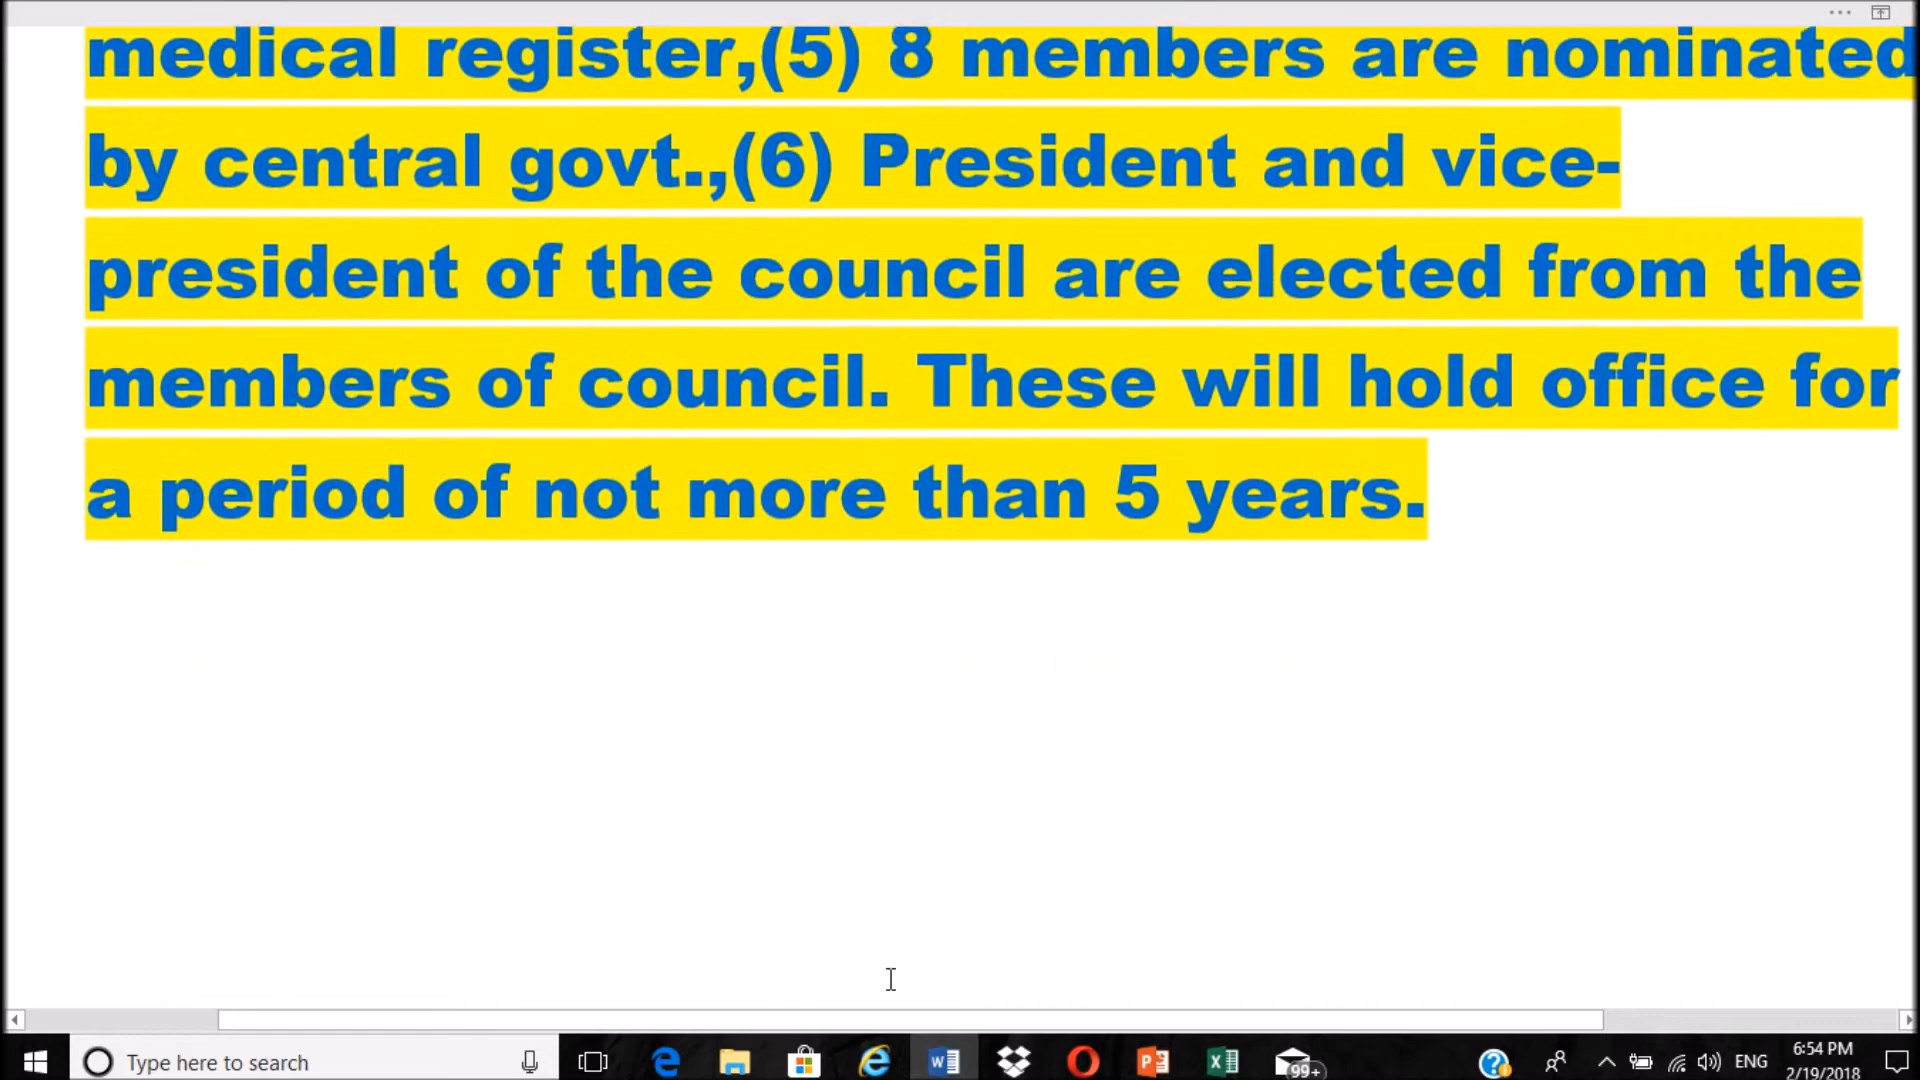 medical register,(5) 8 members are nominated
by central govt.,(6) President and vice-
president of the council are elected from the
members of council. These will hold office for
a period of not more than 5 years.
Type here to search
99+
ENG
6:54 PM
2/19/2018